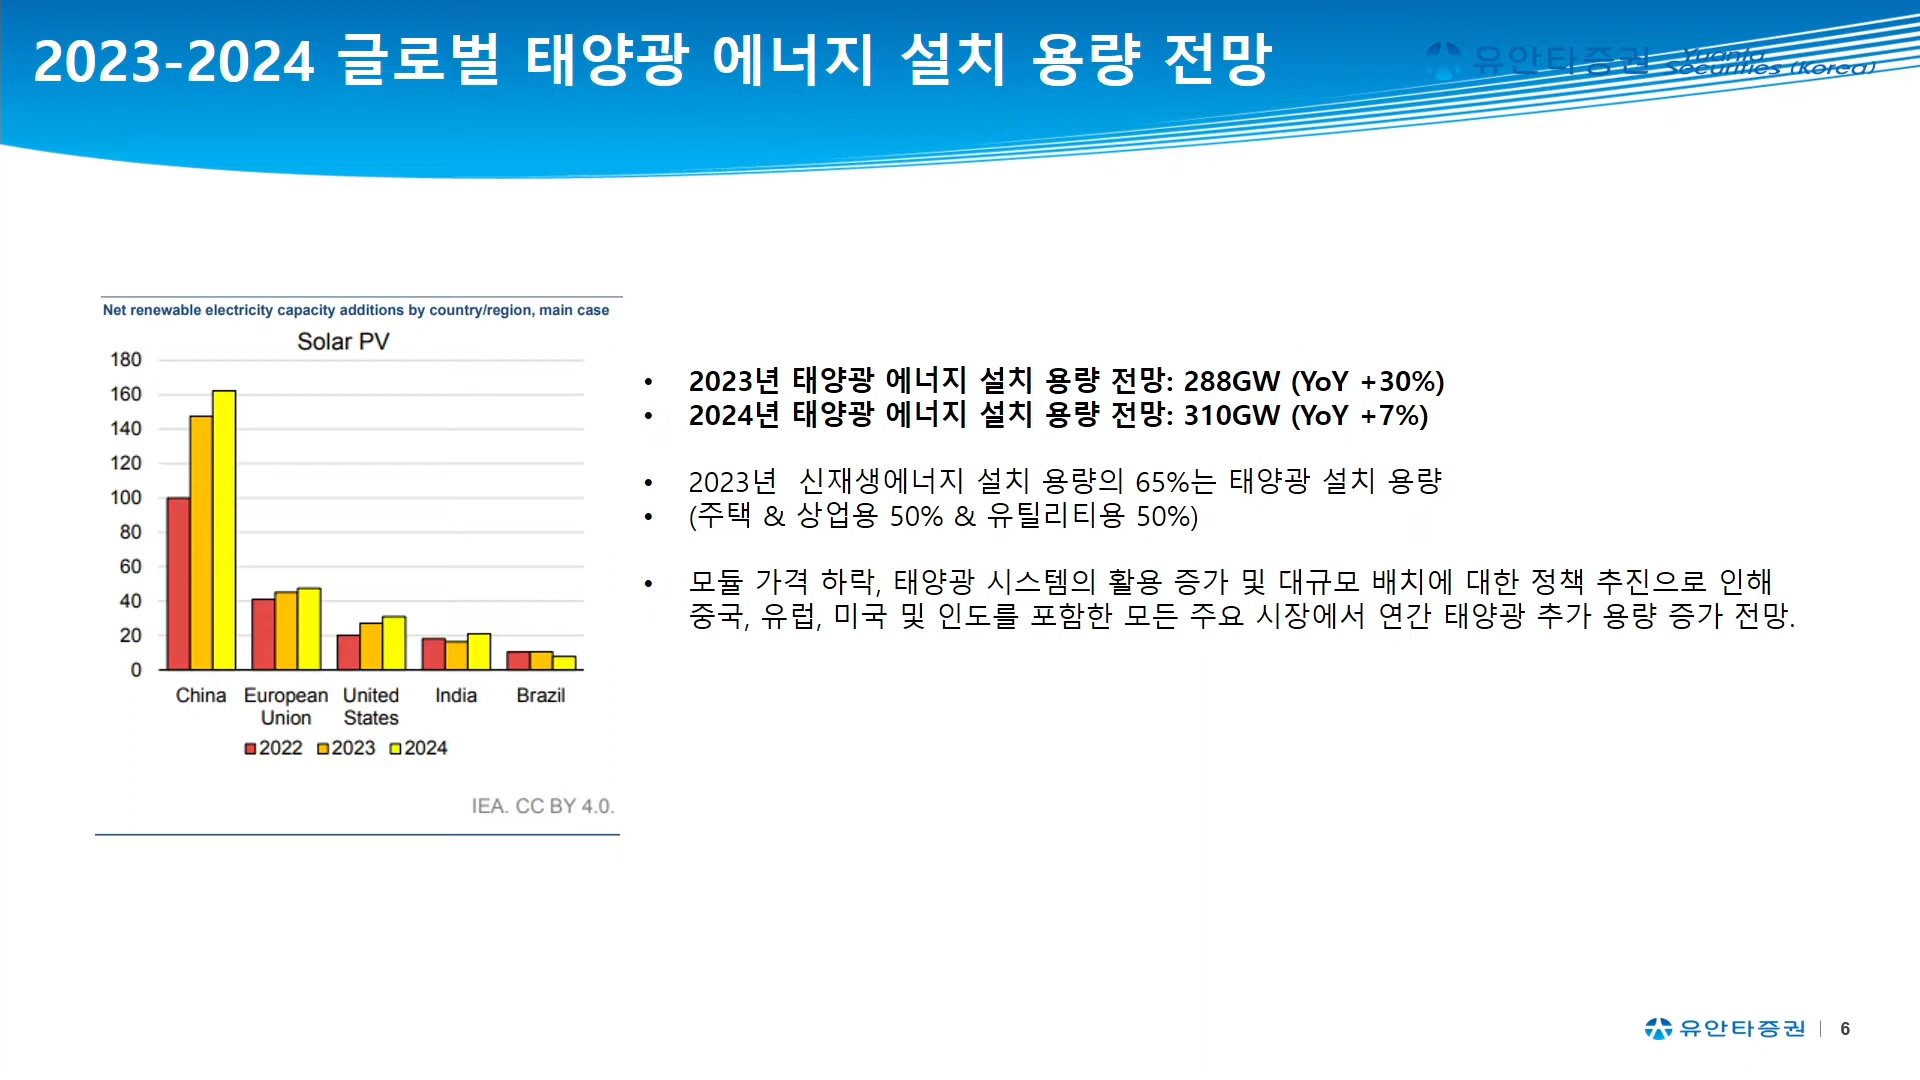 2023-2024 글로벌 태양광 에너지 설치 용량 전망
유안타증권 Yuanta Securities (Korea)
Net renewable electricity capacity additions by country/region, main case
Solar PV
180
160
140
120
100
80
60
40
20
0
China European Union United States India Brazil
2022 2023 2024
IEA. CC BY 4.0.
• 2023년 태양광 에너지 설치 용량 전망: 288GW (YoY +30%)
• 2024년 태양광 에너지 설치 용량 전망: 310GW (YoY +7%)
• 2023년 신재생에너지 설치 용량의 65%는 태양광 설치 용량
• (주택 & 상업용 50% & 유틸리티용 50%)
• 모듈 가격 하락, 태양광 시스템의 활용 증가 및 대규모 배치에 대한 정책 추진으로 인해
중국, 유럽, 미국 및 인도를 포함한 모든 주요 시장에서 연간 태양광 추가 용량 증가 전망.
유안타증권 | 6